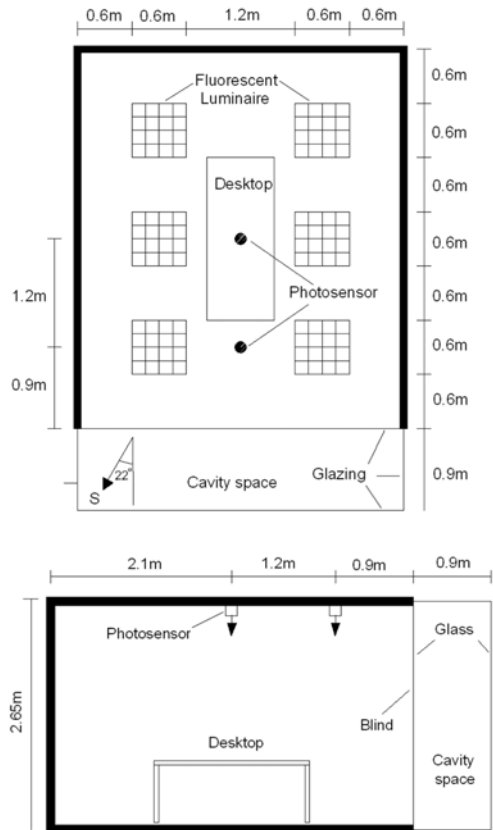 0.6m 0.6m 1.2m 0.6m 0.6m
0.6m
Fluorescent
Luminaire
0.6m
Desktop
0.6m
0.6m
1.2m
Photosensor
0.6m
0.6m
0.9m
0.6m
22°
S
Cavity space
Glazing
0.9m
2.1m 1.2m 0.9m 0.9m
Photosensor
Glass
2.65m
Blind
Desktop
Cavity
space